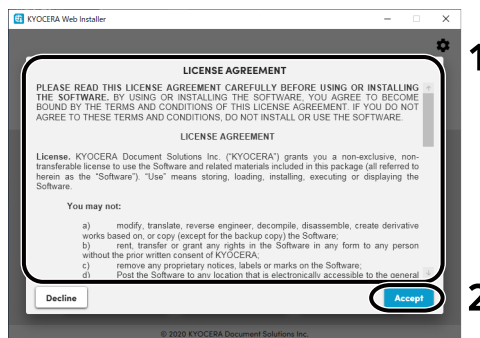 KYOCERA Web Installer
1
LICENSE AGREEMENT
PLEASE READ THIS LICENSE AGREEMENT CAREFULLY BEFORE USING OR INSTALLING
THE SOFTWARE. BY USING OR INSTALLING THE SOFTWARE, YOU AGREE TO BECOME
BOUND BY THE TERMS AND CONDITIONS OF THIS LICENSE AGREEMENT. IF YOU DO NOT
AGREE TO THESE TERMS AND CONDITIONS, DO NOT INSTALL OR USE THE SOFTWARE.
LICENSE AGREEMENT
License. KYOCERA Document Solutions Inc. ("KYOCERA") grants you a non-exclusive, non-
transferable license to use the Software and related materials included in this package (all referred to
herein as the "Software"). "Use" means storing, loading, installing, executing or displaying the
Software.
You may not:
a) modify, translate, reverse engineer, decompile, disassemble, create derivative
works based on, or copy (except for the backup copy) the Software;
b) rent, transfer or grant any rights in the Software in any form to any person
without the prior written consent of KYOCERA;
c) remove any proprietary notices, labels or marks on the Software;
d) Post the Software to any location that is electronically accessible to the general
Decline
Accept
2
© 2020 KYOCERA Document Solutions Inc.